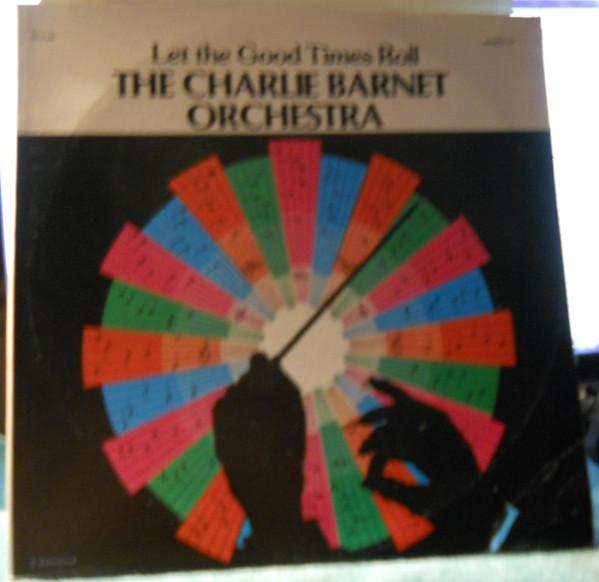 Let the Good Times Roll
THE CHARLIE BARNET
ORCHESTRA